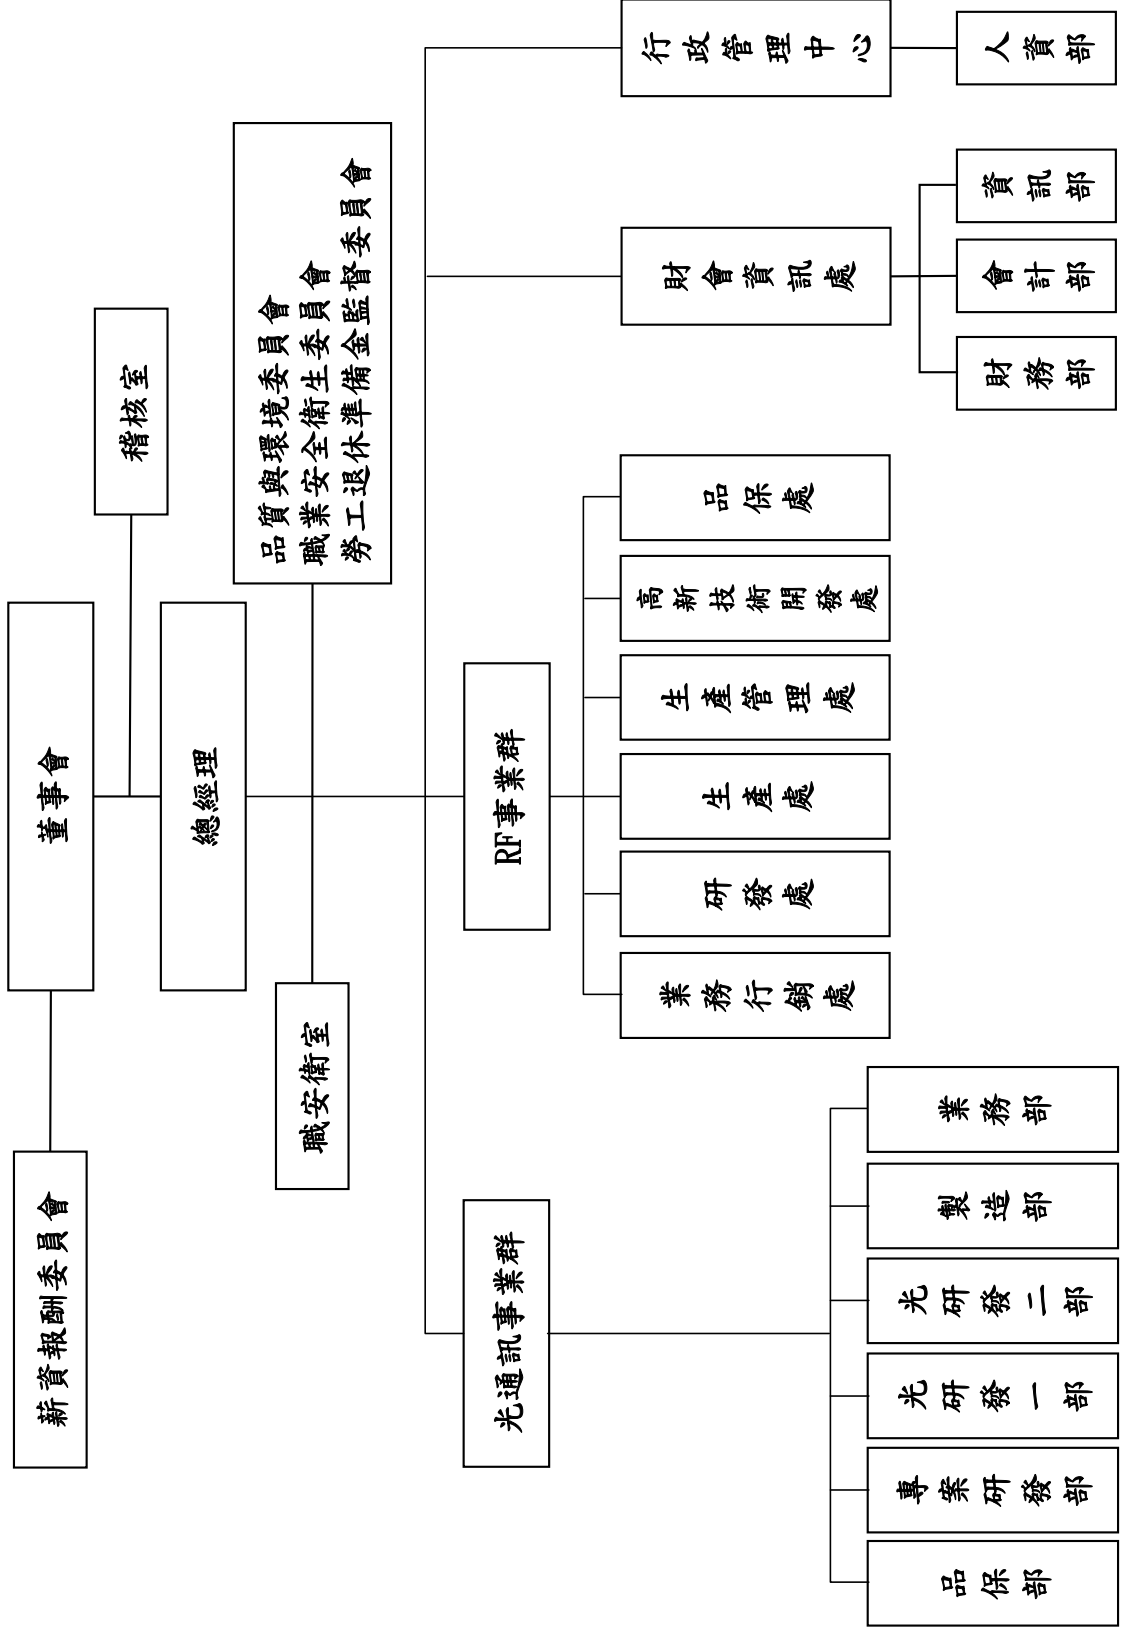 薪資報酬委員會
董事會
稽核室
總經理
職安衛室
品質與環境委員會
職業安全衛生委員會
勞工退休準備金監督委員會
光通訊事業群
RF事業群
財會資訊處
行政管理中心
品保部
專案研發部
光研發一部
光研發二部
製造部
業務部
業務行銷處
研發處
生產處
生產管理處
高新技術開發處
品保處
財務部
會計部
資訊部
人資部